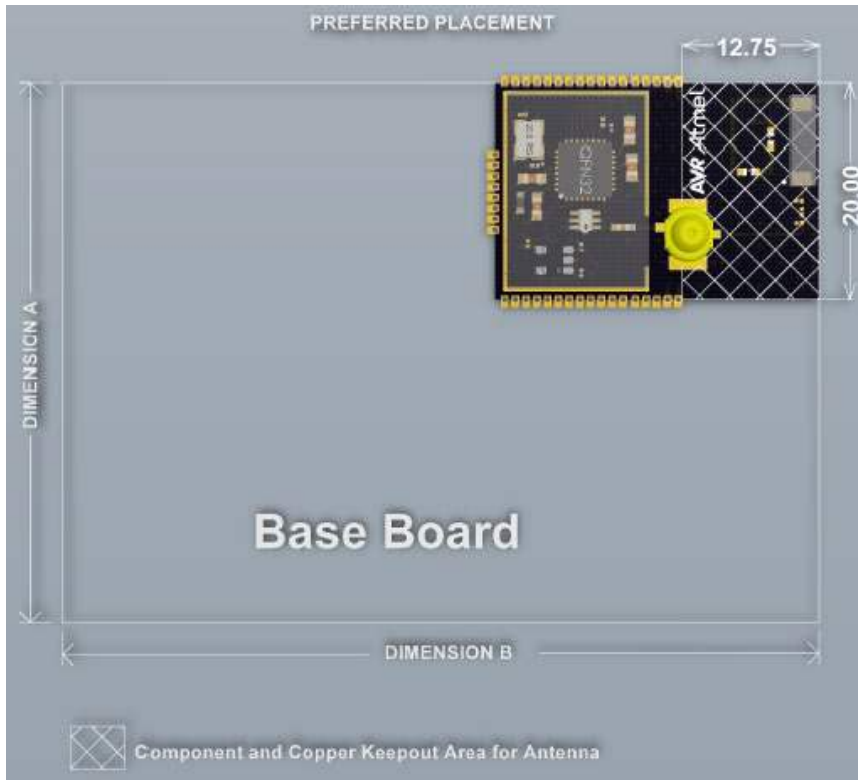 PREFERRED PLACEMENT
12.75
AVR Atmel
20.00
QFN32
DIMENSION A
Base Board
DIMENSION B
Component and Copper Keepout Area for Antenna